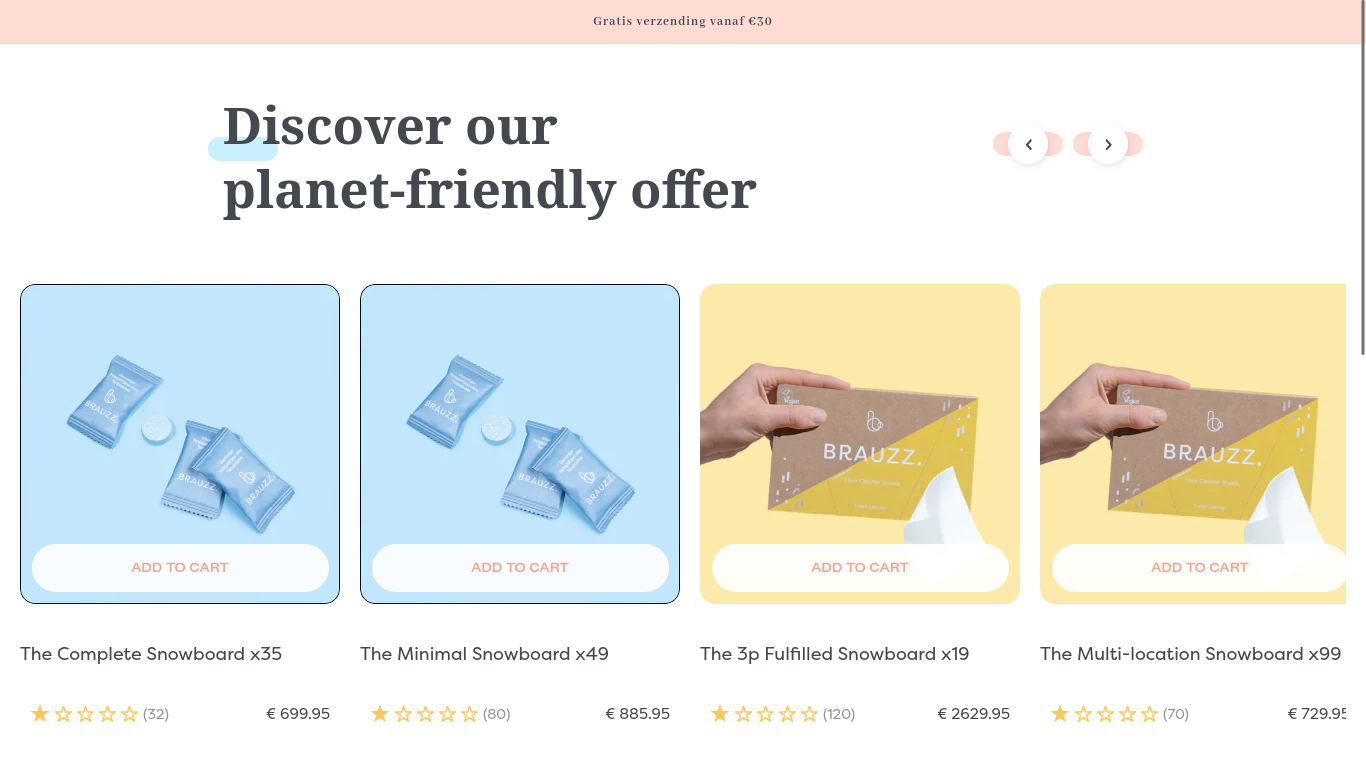 Gratis verzending vanaf €30
Discover our
planet-friendly offer
BRAUZZ.
BRAUZZ.
BRAUZZ.
ADD TO CART
The Complete Snowboard x35
(32)
€ 699.95
BRAUZZ.
BRAUZZ.
BRAUZZ.
ADD TO CART
The Minimal Snowboard x49
(80)
€ 885.95
Vegan
BRAUZZ.
ADD TO CART
The 3p Fulfilled Snowboard x19
(120)
€ 2629.95
Vegan
BRAUZZ.
ADD TO CART
The Multi-location Snowboard x99
(70)
€ 729.95